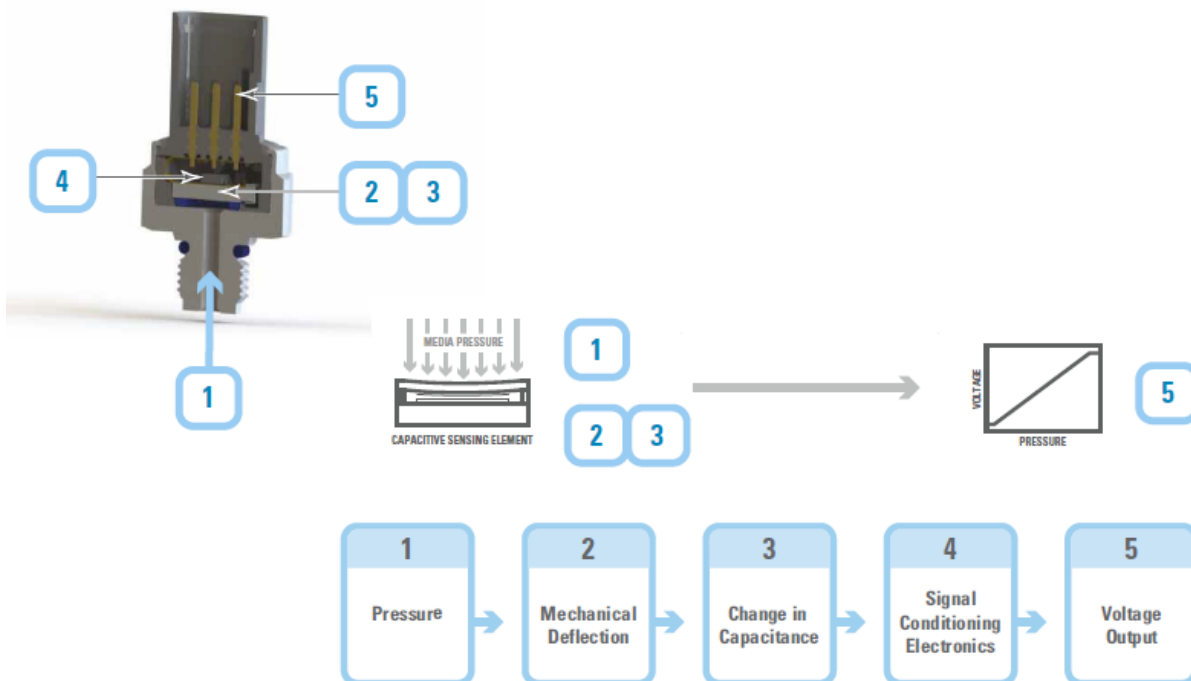 5
4
2 3
1
MEDIA PRESSURE
CAPACITIVE SENSING ELEMENT
1
2 3
VOLTAGE
PRESSURE
5
1
Pressure
2
Mechanical
Deflection
3
Change in
Capacitance
4
Signal
Conditioning
Electronics
5
Voltage
Output